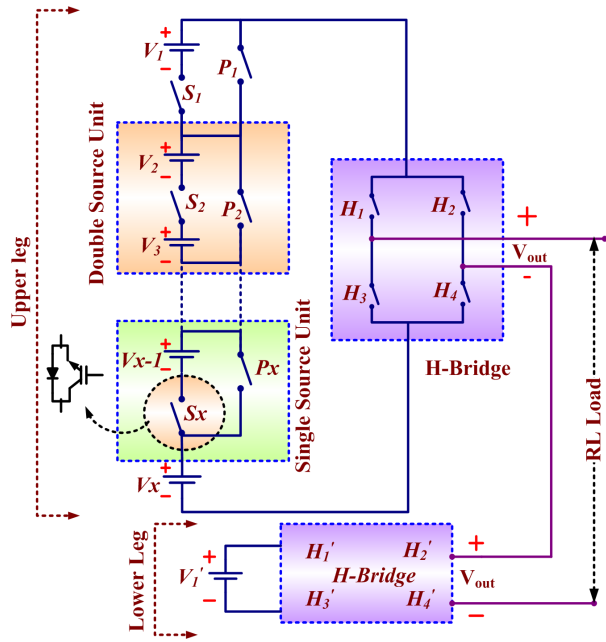 Upper leg
+
V1
−
S1
P1
Double Source Unit
+
V2
−
S2
P2
+
V3
−
Single Source Unit
+
Vx-1
−
Px
Sx
+
Vx
−
H1
H2
H3
H4
H-Bridge
+
Vout
-
RL Load
Lower Leg
+
V1'
−
H1'
H2'
H-Bridge
H3'
H4'
+
Vout
−